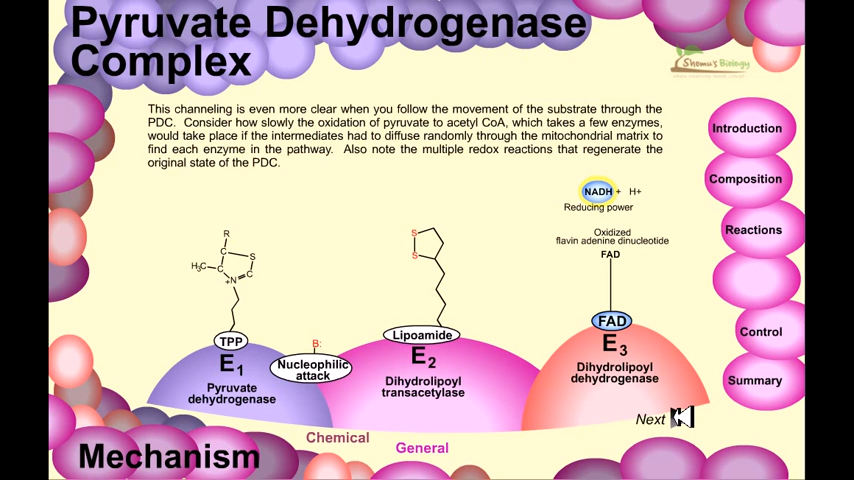 Pyruvate Dehydrogenase
Complex
Shomu's Biology
This channeling is even more clear when you follow the movement of the substrate through the
PDC. Consider how slowly the oxidation of pyruvate to acetyl CoA, which takes a few enzymes,
would take place if the intermediates had to diffuse randomly through the mitochondrial matrix to
find each enzyme in the pathway. Also note the multiple redox reactions that regenerate the
original state of the PDC.
Introduction
Composition
Reactions
Control
Summary
NADH + H+
Reducing power
Oxidized
flavin adenine dinucleotide
FAD
R
C
S
H₃C
C
+N
C
S
S
TPP
E₁
Pyruvate
dehydrogenase
B:
Nucleophilic
attack
Lipoamide
E₂
Dihydrolipoyl
transacetylase
FAD
E₃
Dihydrolipoyl
dehydrogenase
Next
Chemical
General
Mechanism